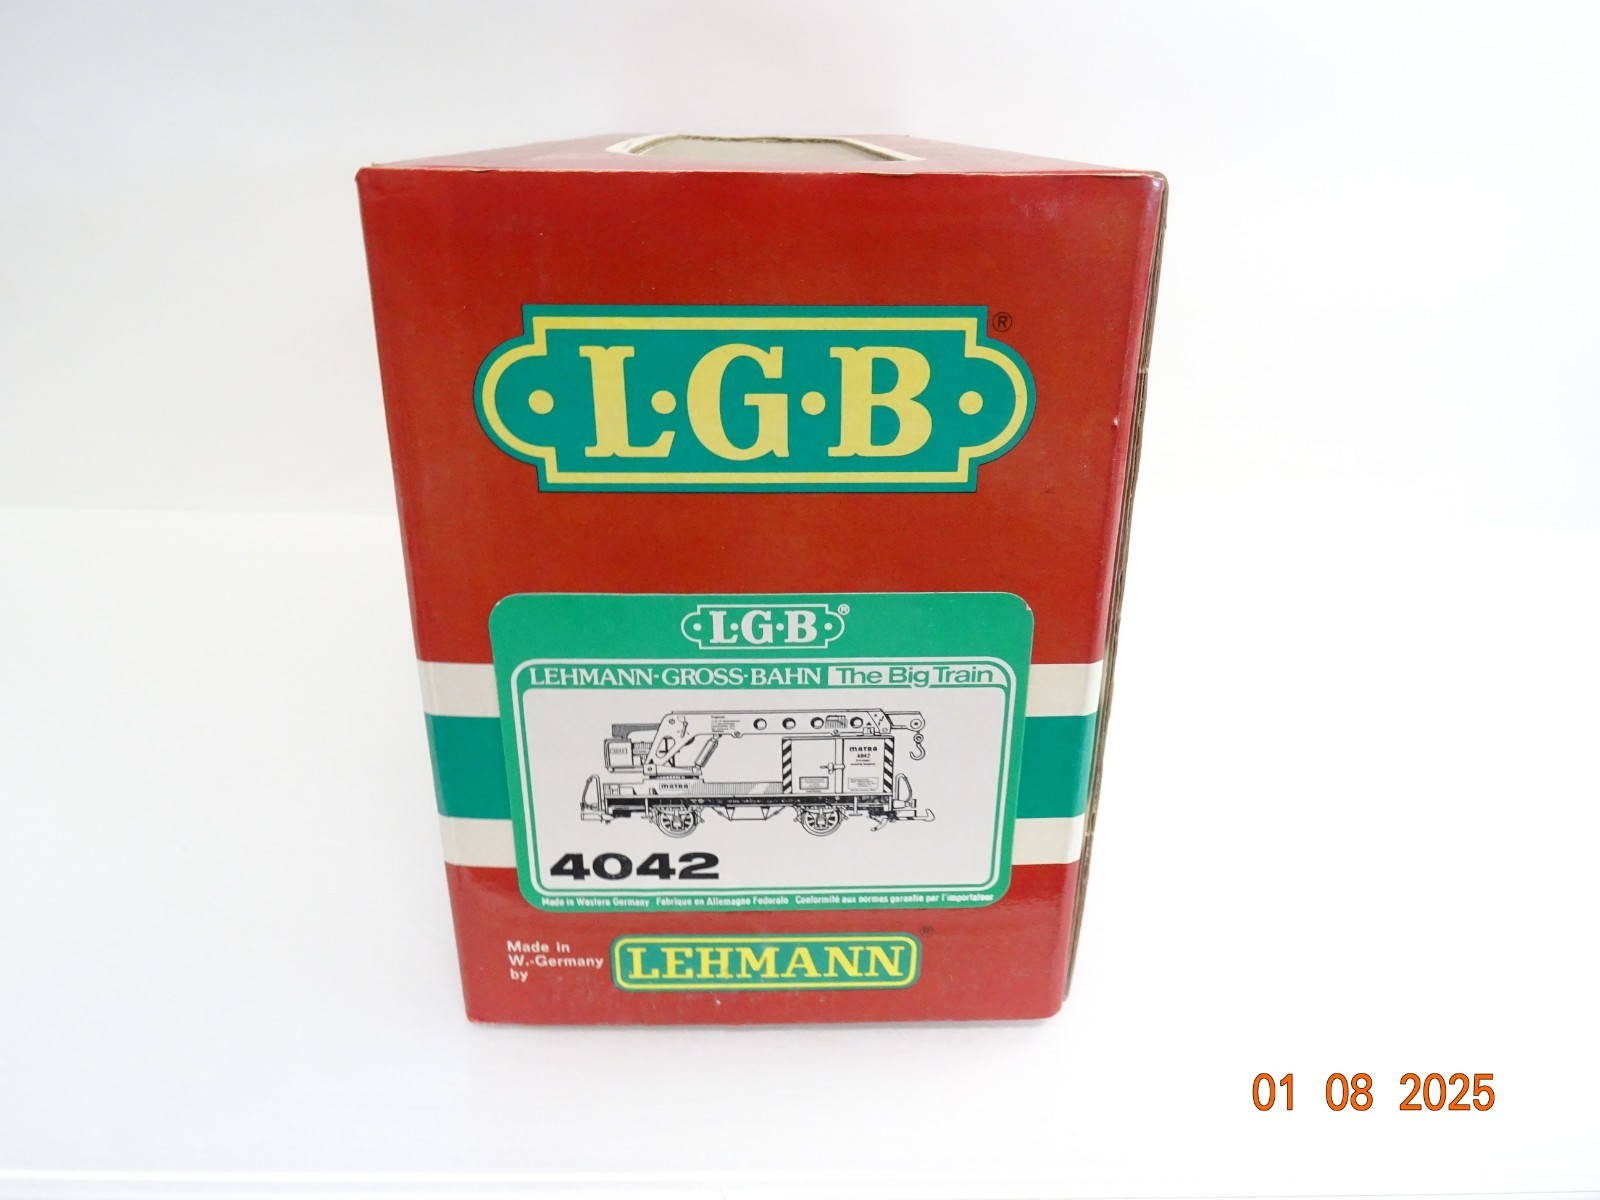 L·G·B ®
L·G·B ®
LEHMANN-GROSS-BAHN The Big Train
matra
4042
matra
4042
Made in Western Germany Fabrique en Allemagne Federale Conformité aux normes garantie par l'importateur
Made in
W.-Germany
by
LEHMANN ®
01 08 2025